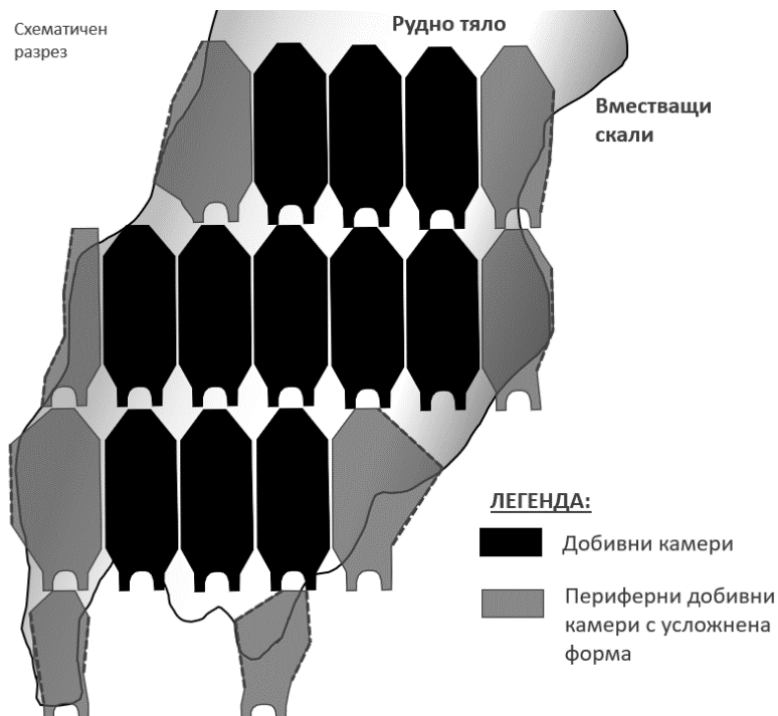 Схематичен
разрез
Рудно тяло
Вместващи
скали
ЛЕГЕНДА:
Добивни камери
Периферни добивни
камери с усложнена
форма